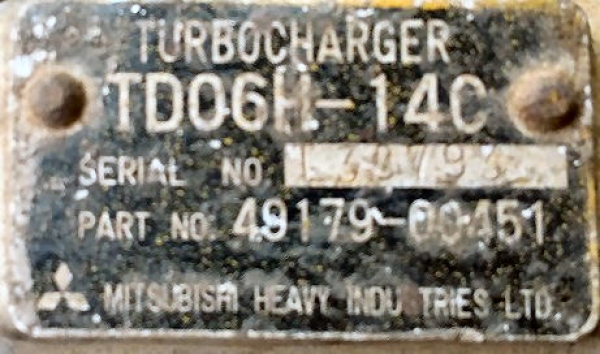 TURBOCHARGER
TD06H-14C
SERIAL NO.
PART NO. 49179-00451
MITSUBISHI HEAVY INDUSTRIES LTD.